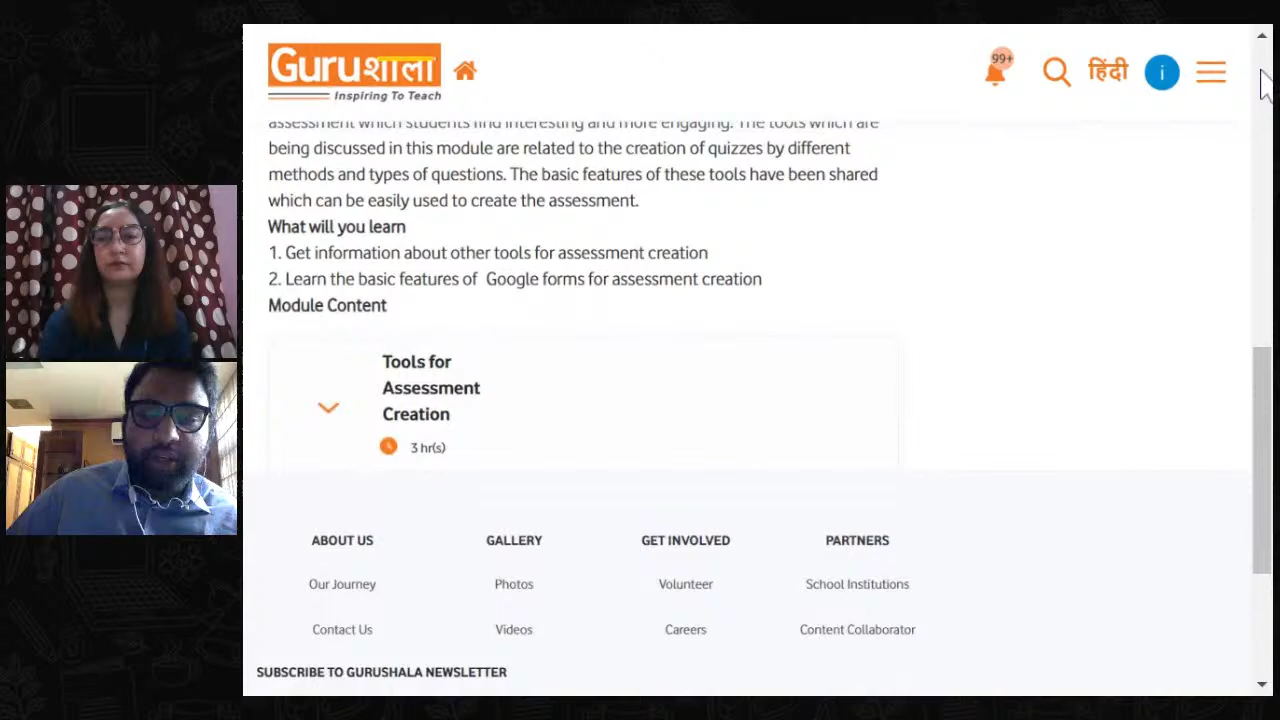 Guruशाला
Inspiring To Teach
99+
हिंदी
i
assessment which students find interesting and more engaging. The tools which are
being discussed in this module are related to the creation of quizzes by different
methods and types of questions. The basic features of these tools have been shared
which can be easily used to create the assessment.
What will you learn
1. Get information about other tools for assessment creation
2. Learn the basic features of Google forms for assessment creation
Module Content
Tools for
Assessment
Creation
3 hr(s)
ABOUT US GALLERY GET INVOLVED PARTNERS
Our Journey Photos Volunteer School Institutions
Contact Us Videos Careers Content Collaborator
SUBSCRIBE TO GURUSHALA NEWSLETTER